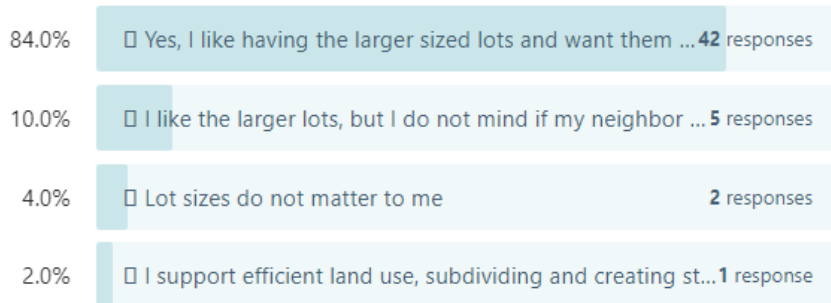 84.0% ▯ Yes, I like having the larger sized lots and want them ... 42 responses
10.0% ▯ I like the larger lots, but I do not mind if my neighbor ... 5 responses
4.0% ▯ Lot sizes do not matter to me 2 responses
2.0% ▯ I support efficient land use, subdividing and creating st... 1 response